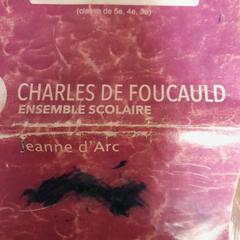 (classe de 5e, 4e, 3e)
CHARLES DE FOUCAULD
ENSEMBLE SCOLAIRE
Jeanne d'Arc